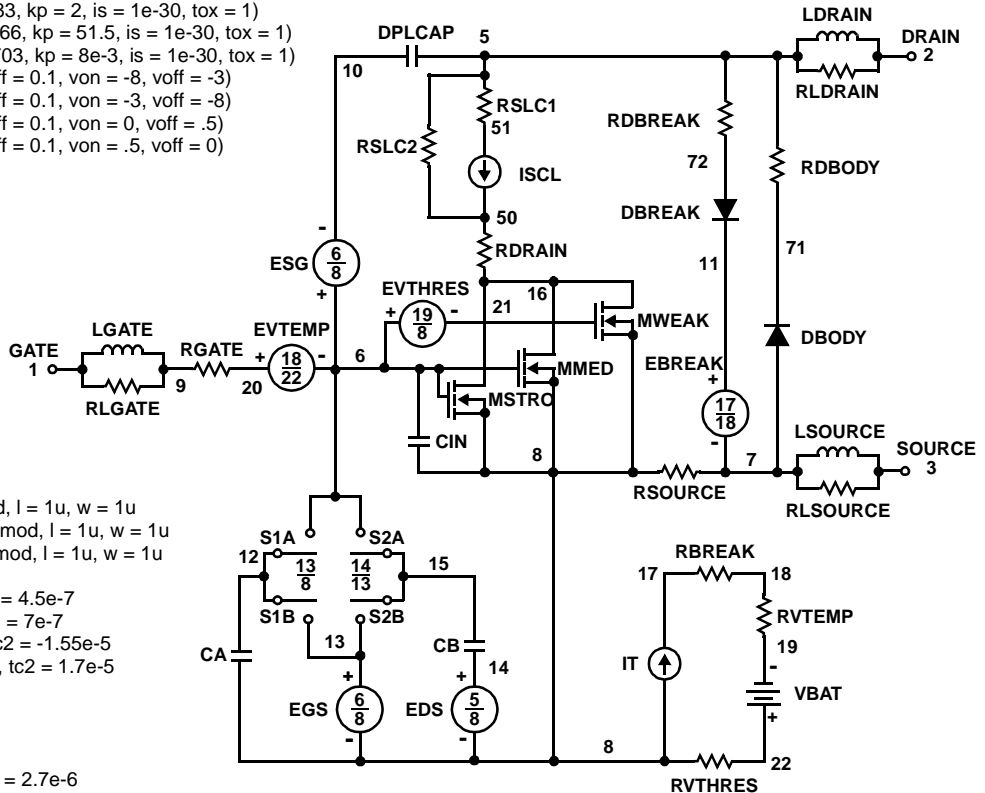 33, kp = 2, is = 1e-30, tox = 1)
66, kp = 51.5, is = 1e-30, tox = 1)
703, kp = 8e-3, is = 1e-30, tox = 1)
ff = 0.1, von = -8, voff = -3)
ff = 0.1, von = -3, voff = -8)
ff = 0.1, von = 0, voff = .5)
ff = 0.1, von = .5, voff = 0)
LDRAIN
DPLCAP 5 DRAIN
10 2
RLDRAIN
RSLC1
51
RSLC2
ISCL
RDBREAK
72
RDBODY
DBREAK
50
RDRAIN
71
11
ESG 6/8
- +
EVTHRES
+ 19/8 -
21
16
MWEAK
LGATE
GATE
1
RLGATE
9
RGATE
20
EVTEMP
+ 18/22 -
6
MMED
MSTRO
DBODY
EBREAK
+ 17/18 -
CIN
8
RSOURCE
7
LSOURCE
SOURCE
3
RLSOURCE
d, l = 1u, w = 1u
mod, l = 1u, w = 1u
mod, l = 1u, w = 1u
= 4.5e-7
= 7e-7
c2 = -1.55e-5
, tc2 = 1.7e-5
= 2.7e-6
S1A S2A
12 13/8 14/13 15
S1B S2B
13
CA
CB
14
+ +
EGS 6/8 EDS 5/8
- -
8
RBREAK
17 18
RVTEMP
19
IT
-
VBAT
+
22
RVTHRES